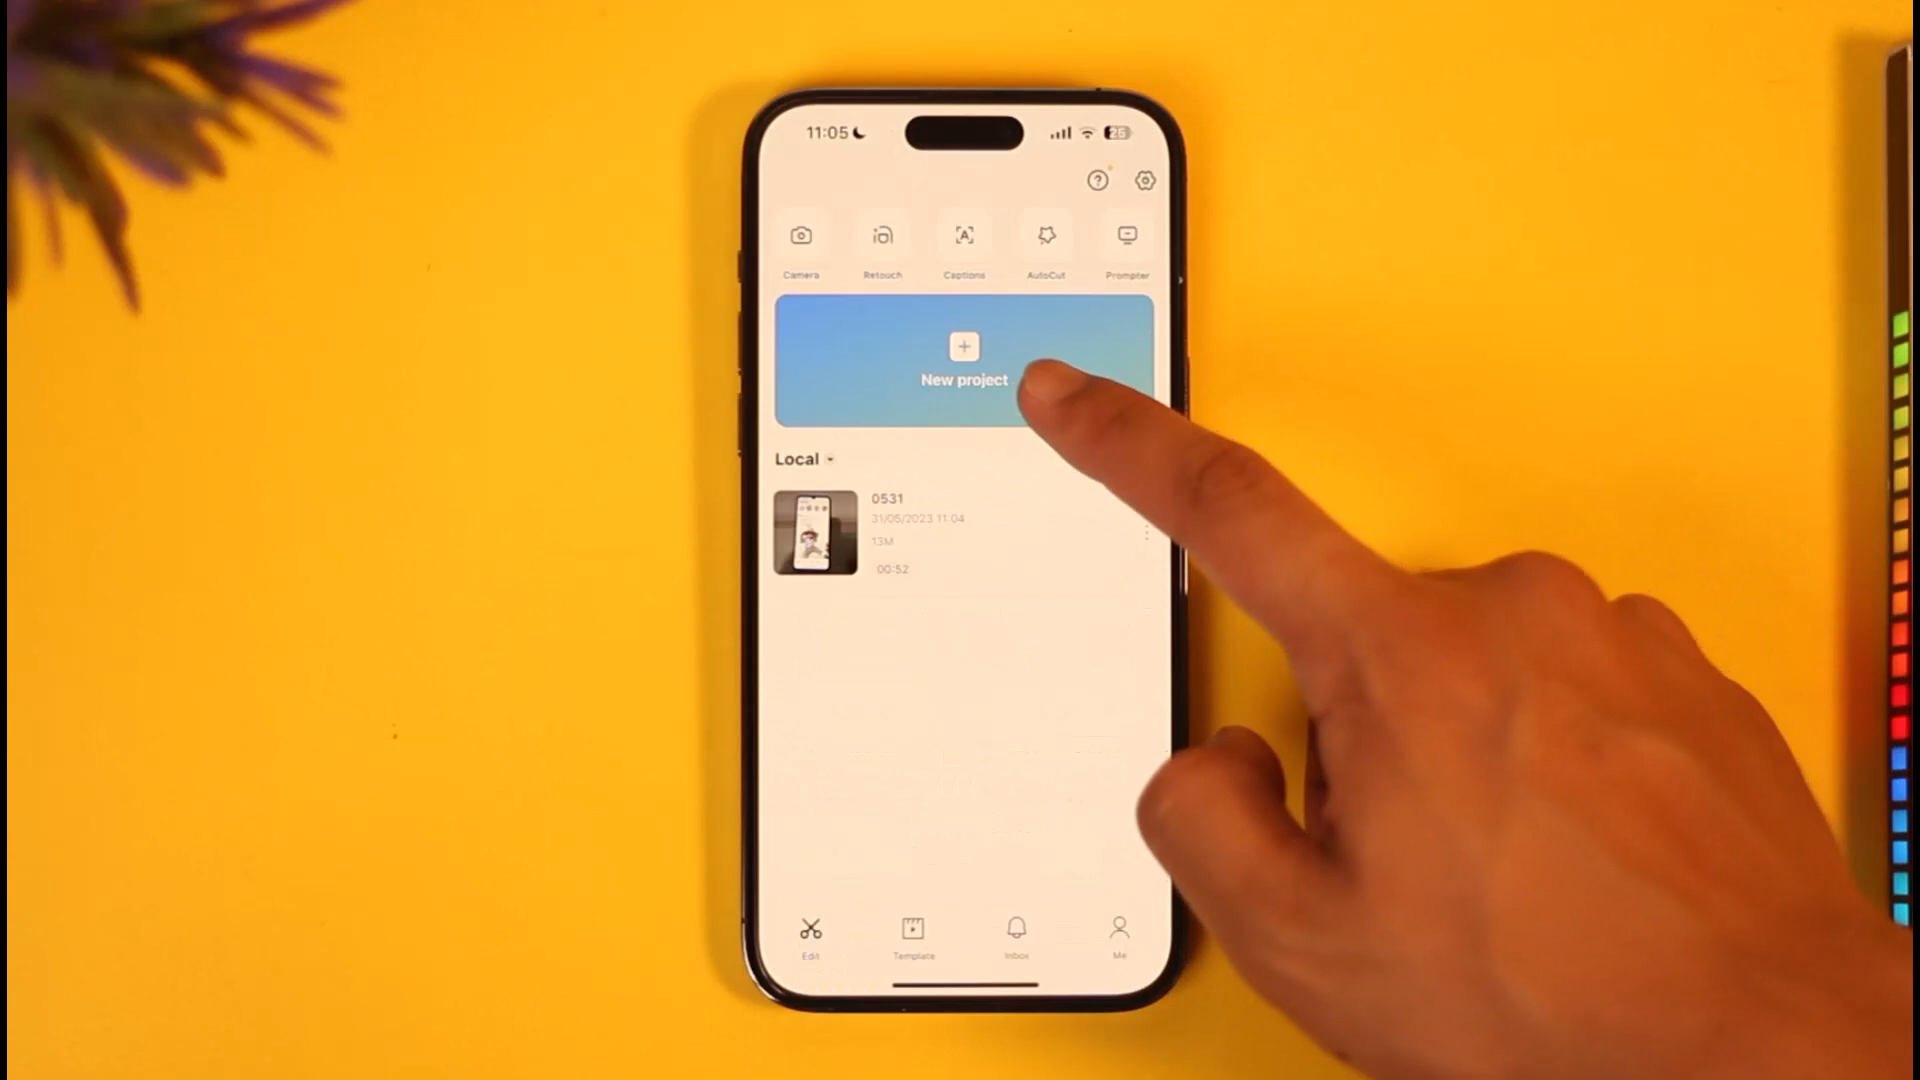 11:05
25
Camera
Retouch
Captions
AutoCut
Prompter
New project
Local
0531
31/05/2023 11:04
13M
00:52
Edit
Template
Inbox
Me